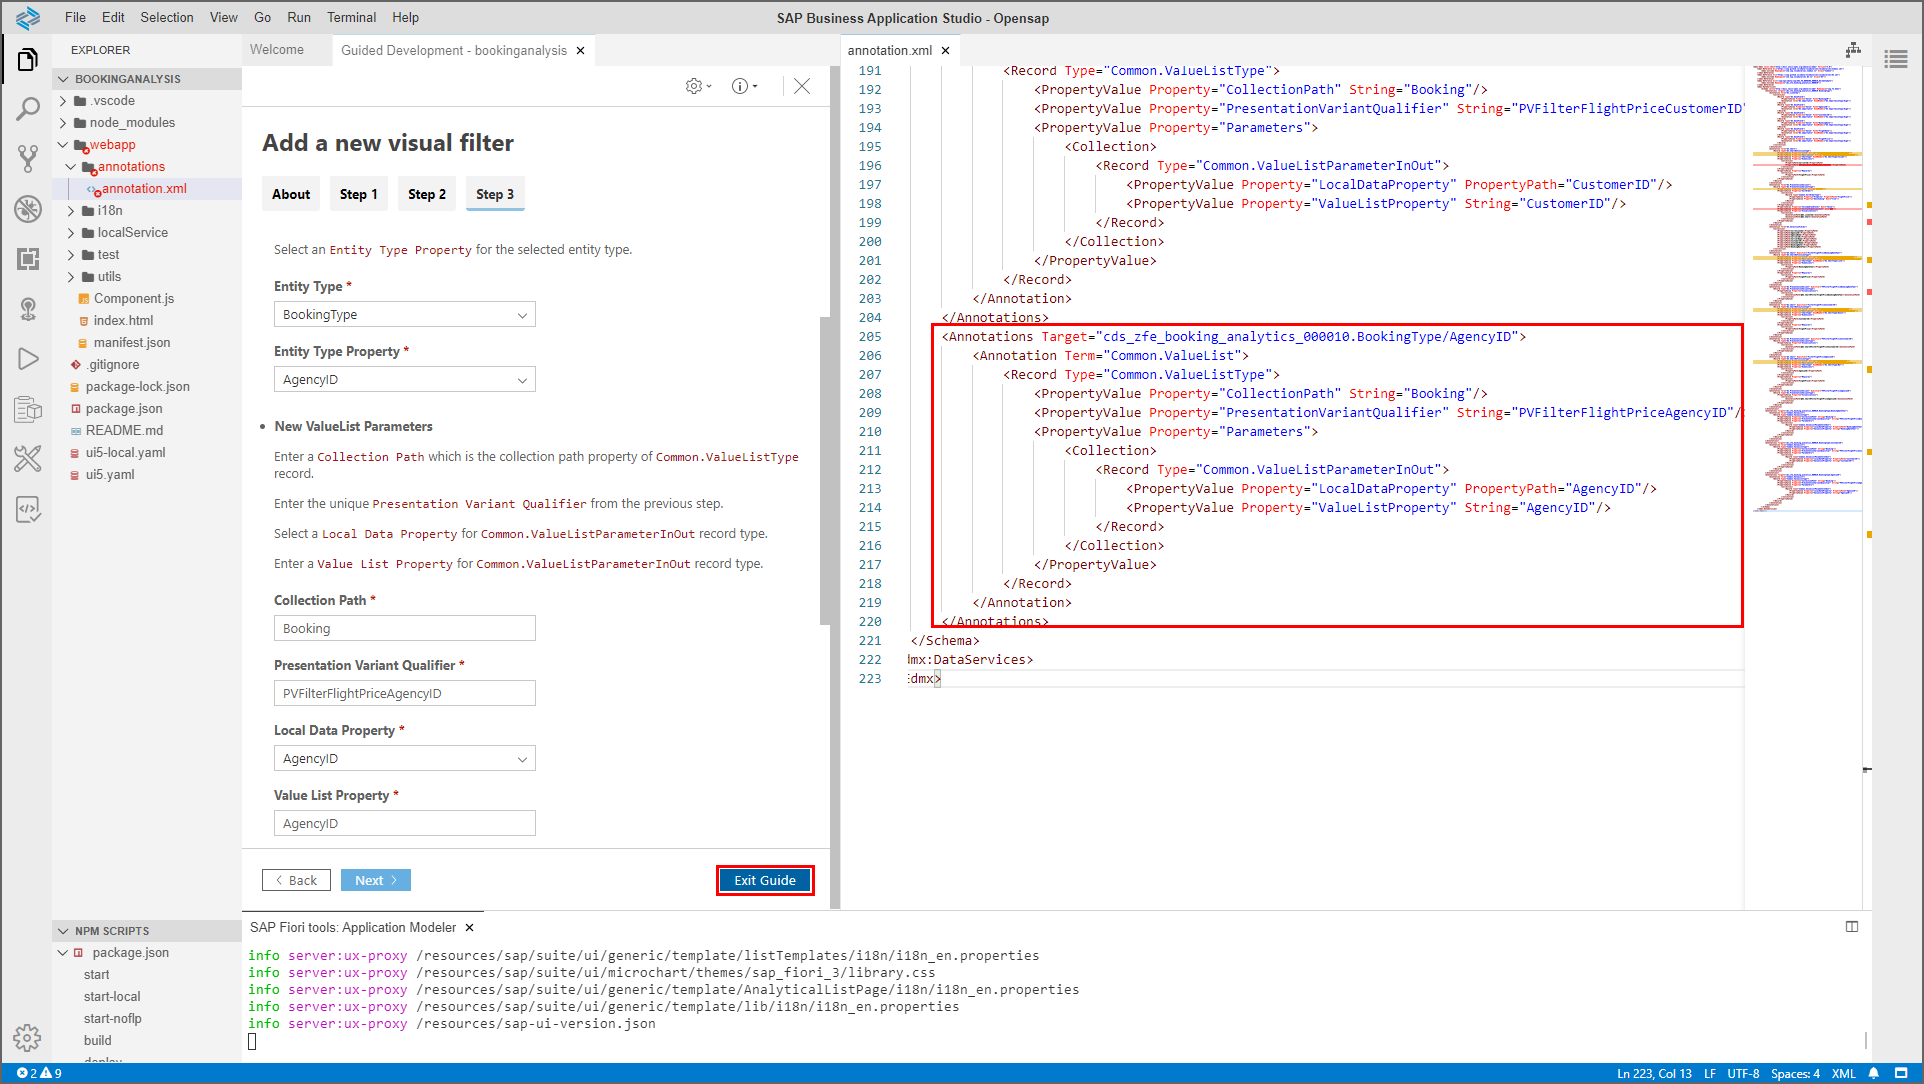 File Edit Selection View Go Run Terminal Help
SAP Business Application Studio - Opensap
EXPLORER
BOOKINGANALYSIS
.vscode
node_modules
webapp
annotations
annotation.xml
i18n
localService
test
utils
Component.js
index.html
manifest.json
.gitignore
package-lock.json
package.json
README.md
ui5-local.yaml
ui5.yaml
NPM SCRIPTS
package.json
start
start-local
start-noflp
build
deploy
Welcome
Guided Development - bookinganalysis
Add a new visual filter
About Step 1 Step 2 Step 3
Select an Entity Type Property for the selected entity type.
Entity Type *
BookingType
Entity Type Property *
AgencyID
• New ValueList Parameters
Enter a Collection Path which is the collection path property of Common.ValueListType
record.
Enter the unique Presentation Variant Qualifier from the previous step.
Select a Local Data Property for Common.ValueListParameterInOut record type.
Enter a Value List Property for Common.ValueListParameterInOut record type.
Collection Path *
Booking
Presentation Variant Qualifier *
PVFilterFlightPriceAgencyID
Local Data Property *
AgencyID
Value List Property *
AgencyID
< Back Next > Exit Guide
annotation.xml
191 <Record Type="Common.ValueListType">
192 <PropertyValue Property="CollectionPath" String="Booking"/>
193 <PropertyValue Property="PresentationVariantQualifier" String="PVFilterFlightPriceCustomerID"
194 <PropertyValue Property="Parameters">
195 <Collection>
196 <Record Type="Common.ValueListParameterInOut">
197 <PropertyValue Property="LocalDataProperty" PropertyPath="CustomerID"/>
198 <PropertyValue Property="ValueListProperty" String="CustomerID"/>
199 </Record>
200 </Collection>
201 </PropertyValue>
202 </Record>
203 </Annotation>
204 </Annotations>
205 <Annotations Target="cds_zfe_booking_analytics_000010.BookingType/AgencyID">
206 <Annotation Term="Common.ValueList">
207 <Record Type="Common.ValueListType">
208 <PropertyValue Property="CollectionPath" String="Booking"/>
209 <PropertyValue Property="PresentationVariantQualifier" String="PVFilterFlightPriceAgencyID"/
210 <PropertyValue Property="Parameters">
211 <Collection>
212 <Record Type="Common.ValueListParameterInOut">
213 <PropertyValue Property="LocalDataProperty" PropertyPath="AgencyID"/>
214 <PropertyValue Property="ValueListProperty" String="AgencyID"/>
215 </Record>
216 </Collection>
217 </PropertyValue>
218 </Record>
219 </Annotation>
220 </Annotations>
221 </Schema>
222 dmx:DataServices>
223 Edmx>
SAP Fiori tools: Application Modeler
info server:ux-proxy /resources/sap/suite/ui/generic/template/listTemplates/i18n/i18n_en.properties
info server:ux-proxy /resources/sap/suite/ui/microchart/themes/sap_fiori_3/library.css
info server:ux-proxy /resources/sap/suite/ui/generic/template/AnalyticalListPage/i18n/i18n_en.properties
info server:ux-proxy /resources/sap/suite/ui/generic/template/lib/i18n/i18n_en.properties
info server:ux-proxy /resources/sap-ui-version.json
2 9
Ln 223, Col 13 LF UTF-8 Spaces: 4 XML